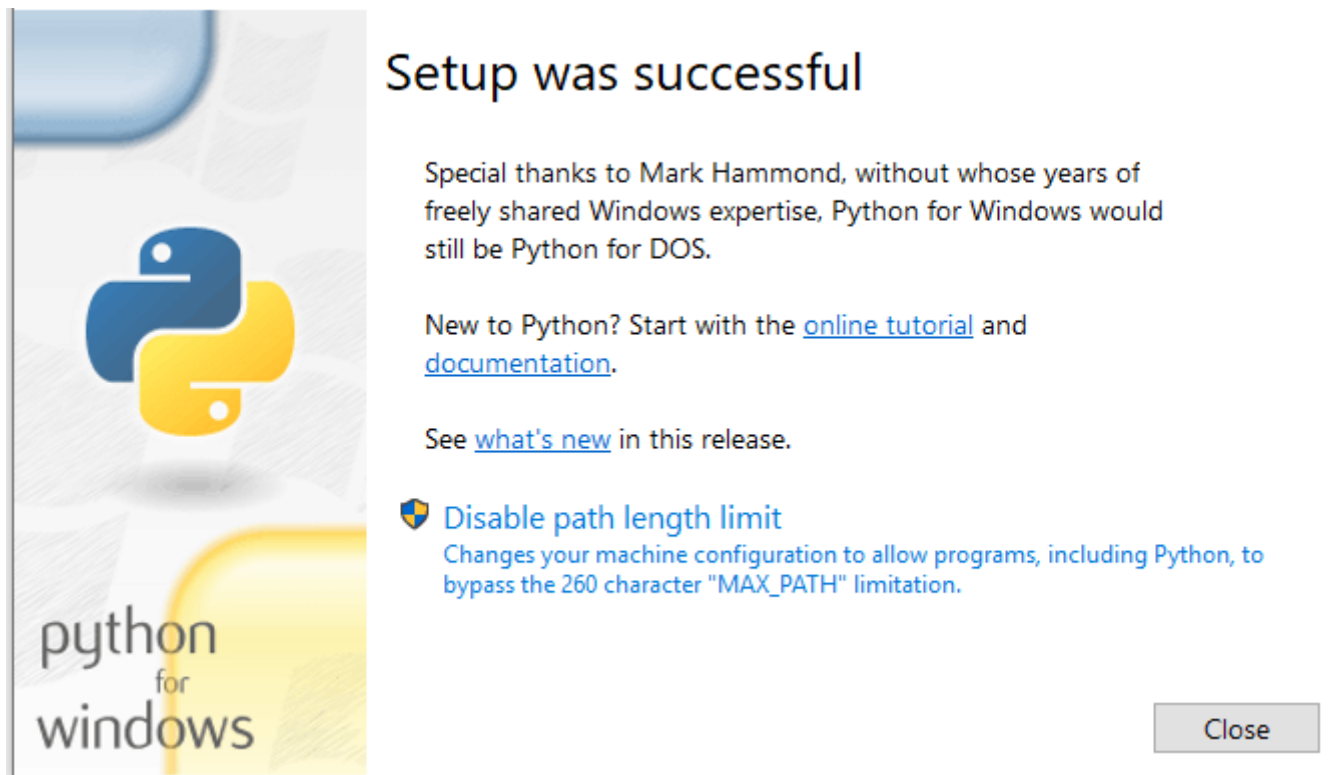 Setup was successful
Special thanks to Mark Hammond, without whose years of
freely shared Windows expertise, Python for Windows would
still be Python for DOS.
New to Python? Start with the online tutorial and
documentation.
See what's new in this release.
Disable path length limit
Changes your machine configuration to allow programs, including Python, to
bypass the 260 character "MAX_PATH" limitation.
python
for
windows
Close